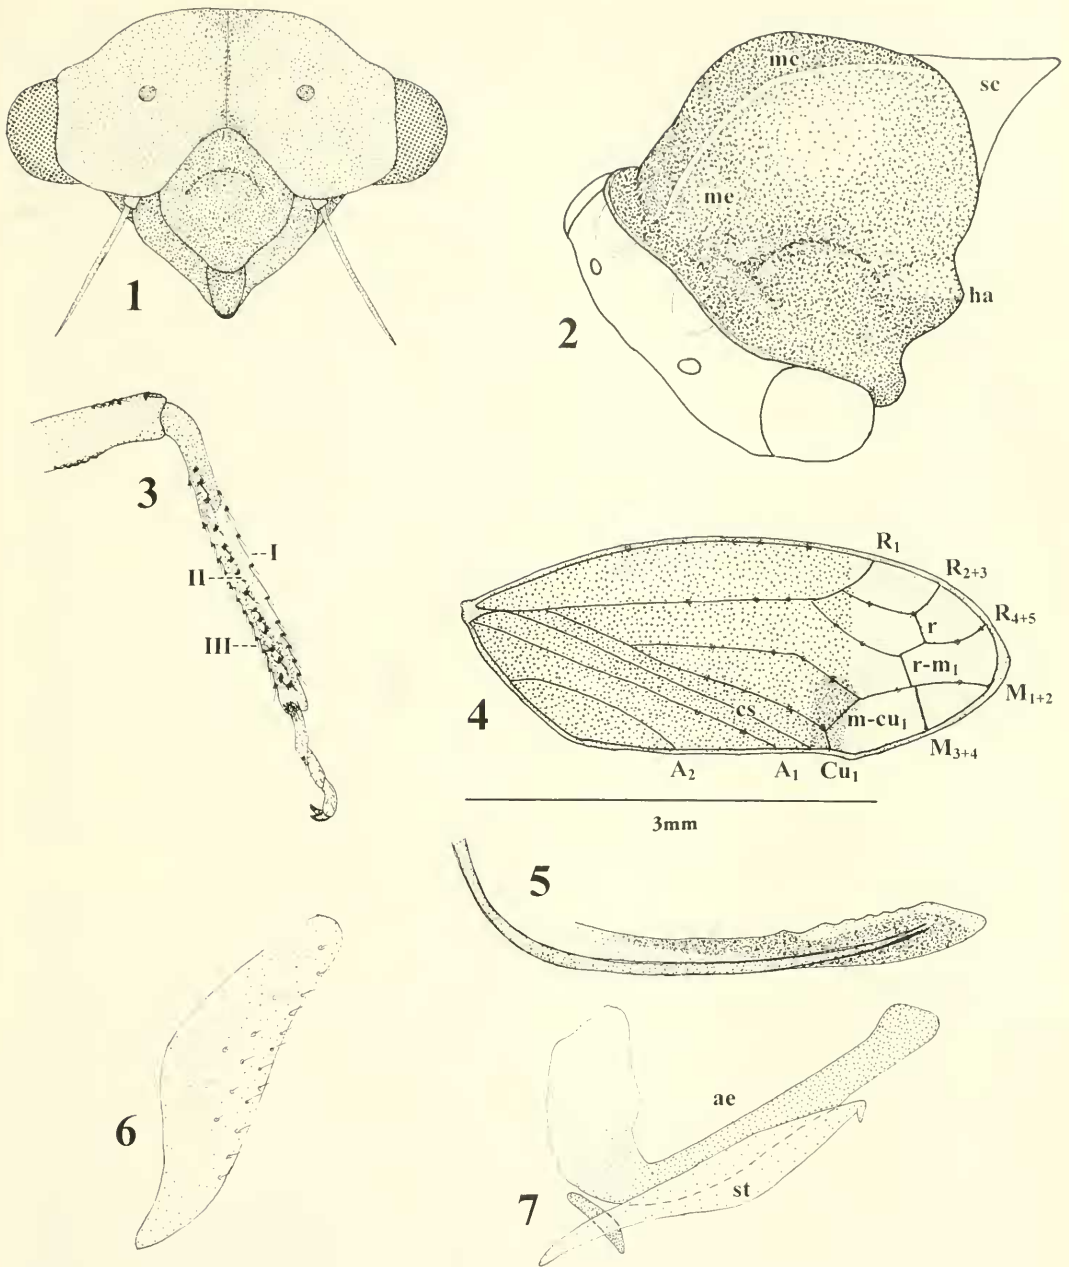 1
mc
sc
me
ha
2
3
I
II
III
R₁
R₂₊₃
R₄₊₅
r
r-m₁
M₁₊₂
cs
m-cu₁
M₃₊₄
4
A₂
A₁
Cu₁
3mm
5
6
ae
st
7